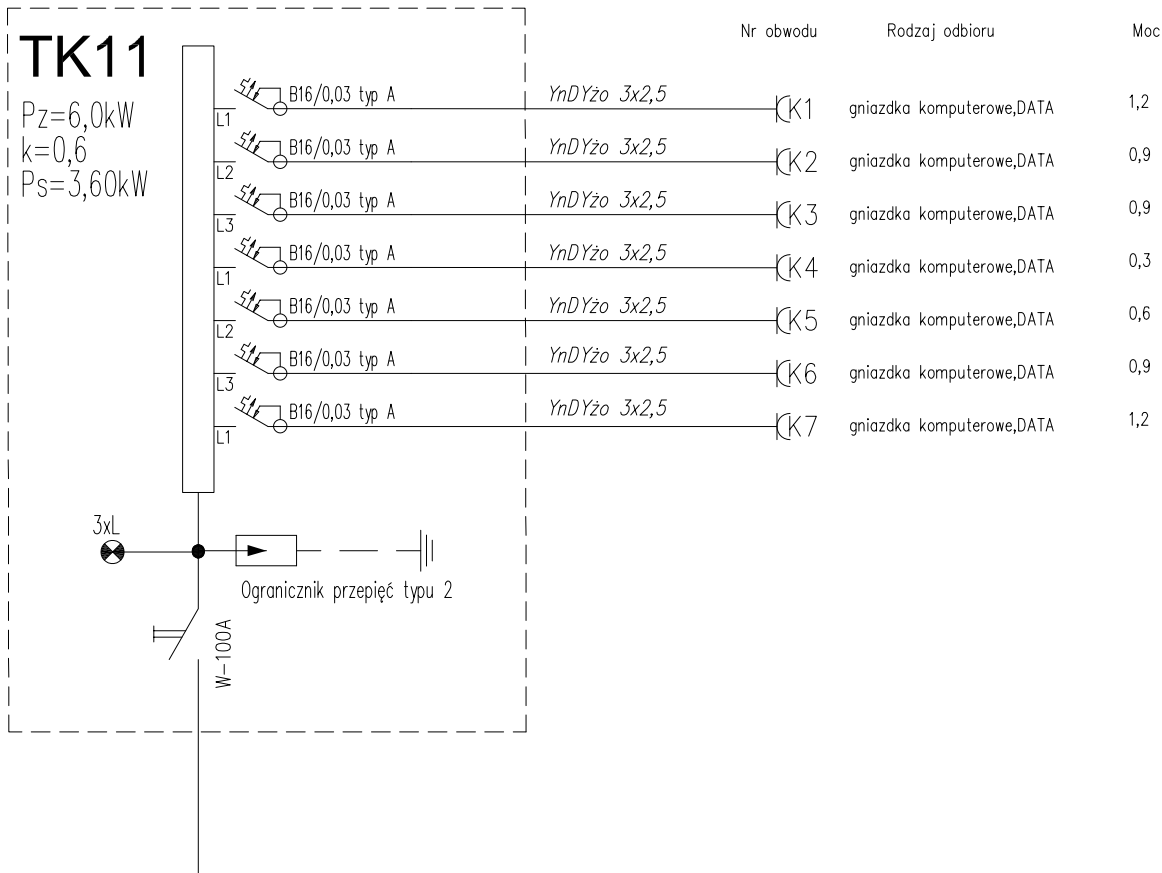 Nr obwodu Rodzaj odbioru Moc
TK11
Pz=6,0kW
k=0,6
Ps=3,60kW
L1 B16/0,03 typ A YnDYżo 3x2,5 K1 gniazdka komputerowe,DATA 1,2
L2 B16/0,03 typ A YnDYżo 3x2,5 K2 gniazdka komputerowe,DATA 0,9
L3 B16/0,03 typ A YnDYżo 3x2,5 K3 gniazdka komputerowe,DATA 0,9
L1 B16/0,03 typ A YnDYżo 3x2,5 K4 gniazdka komputerowe,DATA 0,3
L2 B16/0,03 typ A YnDYżo 3x2,5 K5 gniazdka komputerowe,DATA 0,6
L3 B16/0,03 typ A YnDYżo 3x2,5 K6 gniazdka komputerowe,DATA 0,9
L1 B16/0,03 typ A YnDYżo 3x2,5 K7 gniazdka komputerowe,DATA 1,2
3xL
Ogranicznik przepięć typu 2
W-100A